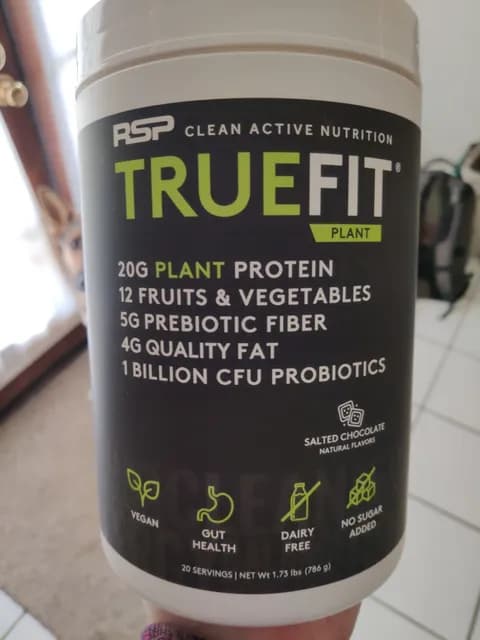 RSP CLEAN ACTIVE NUTRITION
TRUEFIT®
PLANT
20G PLANT PROTEIN
12 FRUITS & VEGETABLES
5G PREBIOTIC FIBER
4G QUALITY FAT
1 BILLION CFU PROBIOTICS
SALTED CHOCOLATE
NATURAL FLAVORS
VEGAN
GUT
HEALTH
DAIRY
FREE
NO SUGAR
ADDED
20 SERVINGS | NET Wt 1.73 lbs (786 g)